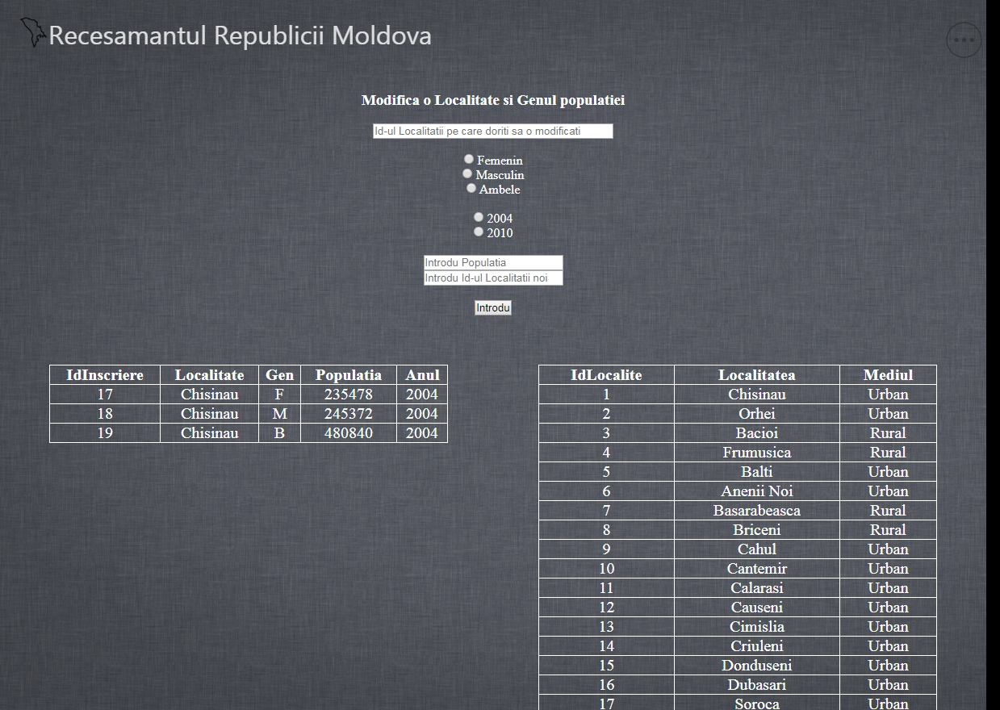 Recesamantul Republicii Moldova
Modifica o Localitate si Genul populatiei
Id-ul Localitatii pe care doriti sa o modificati
Femenin
Masculin
Ambele
2004
2010
Introdu Populatia
Introdu Id-ul Localitatii noi
Introdu
IdInscriere Localitate Gen Populatia Anul
17 Chisinau F 235478 2004
18 Chisinau M 245372 2004
19 Chisinau B 480840 2004
IdLocalite Localitatea Mediul
1 Chisinau Urban
2 Orhei Urban
3 Bacioi Rural
4 Frumusica Rural
5 Balti Urban
6 Anenii Noi Urban
7 Basarabeasca Rural
8 Briceni Rural
9 Cahul Urban
10 Cantemir Urban
11 Calarasi Urban
12 Causeni Urban
13 Cimislia Urban
14 Criuleni Urban
15 Donduseni Urban
16 Dubasari Urban
17 Soroca Urban